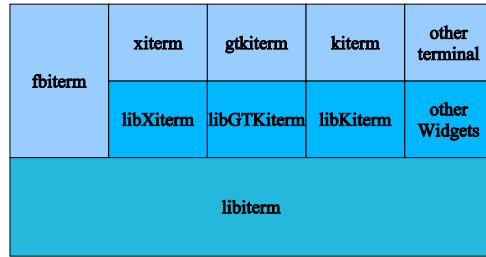 fbiterm
xiterm
gtkiterm
kiterm
other
terminal
libXiterm
libGTKiterm
libKiterm
other
Widgets
libiterm